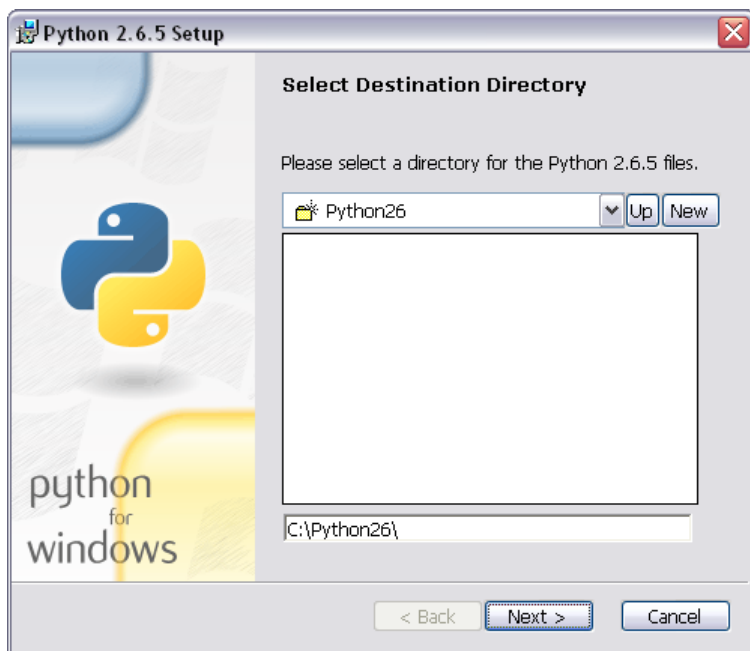 Python 2.6.5 Setup
Select Destination Directory
Please select a directory for the Python 2.6.5 files.
Python26
Up
New
C:\Python26\
python
for
windows
< Back
Next >
Cancel